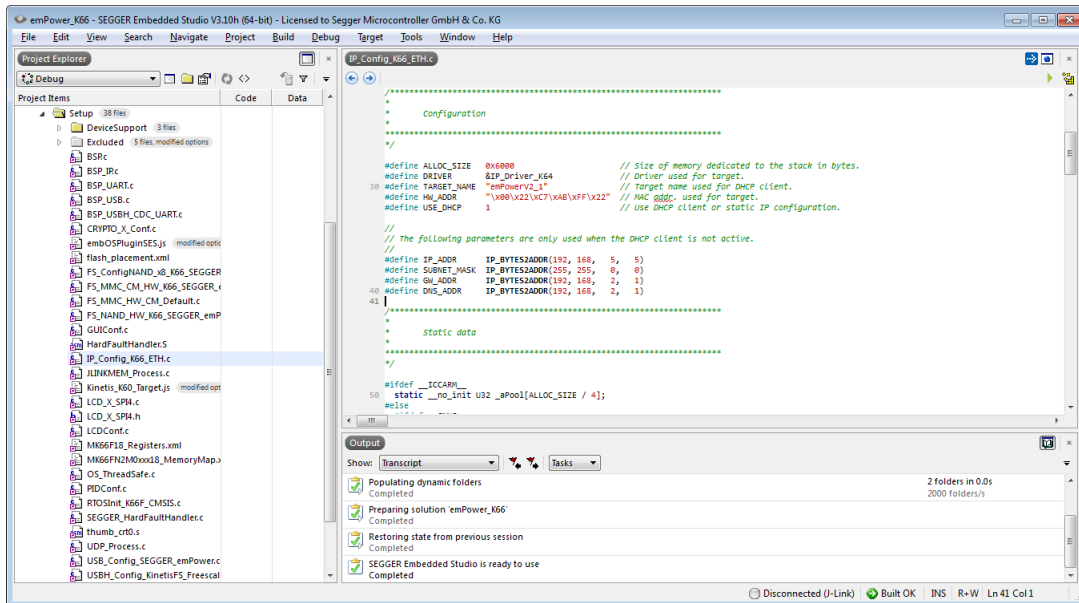 emPower_K66 - SEGGER Embedded Studio V3.10h (64-bit) - Licensed to Segger Microcontroller GmbH & Co. KG
File Edit View Search Navigate Project Build Debug Target Tools Window Help
Project Explorer
Debug
Project Items Code Data
Setup 38 files
DeviceSupport 3 files
Excluded 5 files, modified options
BSP.c
BSP_IP.c
BSP_UART.c
BSP_USB.c
BSP_USBH_CDC_UART.c
CRYPTO_X_Conf.c
embOSPluginSES.js modified optic
flash_placement.xml
FS_ConfigNAND_x8_K66_SEGGER
FS_MMC_CM_HW_K66_SEGGER_e
FS_MMC_HW_CM_Default.c
FS_NAND_HW_K66_SEGGER_emP
GUIConf.c
HardFaultHandler.S
IP_Config_K66_ETH.c
JLINKMEM_Process.c
Kinetis_K60_Target.js modified opt
LCD_X_SPI4.c
LCD_X_SPI4.h
LCDConf.c
MK66F18_Registers.xml
MK66FN2M0xxx18_MemoryMap.x
OS_ThreadSafe.c
PIDConf.c
RTOSInit_K66F_CMSIS.c
SEGGER_HardFaultHandler.c
thumb_crt0.s
UDP_Process.c
USB_Config_SEGGER_emPower.c
USBH_Config_KinetisFS_Freescal
IP_Config_K66_ETH.c
/*********************************************************************
*
* Configuration
*
**********************************************************************
*/
#define ALLOC_SIZE 0x6000 // Size of memory dedicated to the stack in bytes.
#define DRIVER &IP_Driver_K64 // Driver used for target.
30 #define TARGET_NAME "emPowerV2_1" // Target name used for DHCP client.
#define HW_ADDR "\x00\x22\xC7\xAB\xFF\x22" // MAC addr. used for target.
#define USE_DHCP 1 // Use DHCP client or static IP configuration.
//
// The following parameters are only used when the DHCP client is not active.
//
#define IP_ADDR IP_BYTES2ADDR(192, 168, 5, 5)
#define SUBNET_MASK IP_BYTES2ADDR(255, 255, 0, 0)
#define GW_ADDR IP_BYTES2ADDR(192, 168, 2, 1)
40 #define DNS_ADDR IP_BYTES2ADDR(192, 168, 2, 1)
41
/*********************************************************************
*
* Static data
*
**********************************************************************
*/
#ifdef __ICCARM__
50 static __no_init U32 _aPool[ALLOC_SIZE / 4];
#else
Output
Show: Transcript Tasks
Populating dynamic folders 2 folders in 0.0s
Completed 2000 folders/s
Preparing solution 'emPower_K66'
Completed
Restoring state from previous session
Completed
SEGGER Embedded Studio is ready to use
Completed
Disconnected (J-Link) Built OK INS R+W Ln 41 Col 1